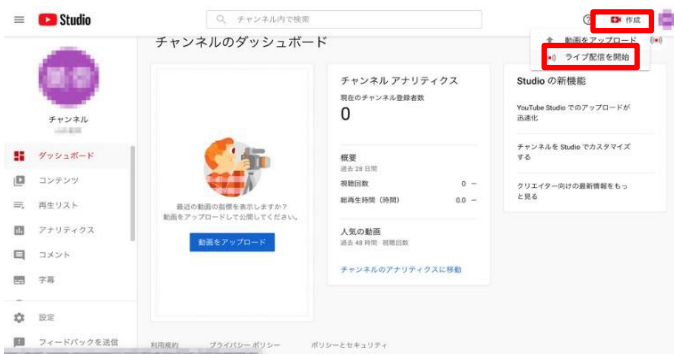 Studio
チャンネル内で検索
作成
動画をアップロード
ライブ配信を開始
チャンネルのダッシュボード
チャンネル
ダッシュボード
コンテンツ
再生リスト
アナリティクス
コメント
字幕
設定
フィードバックを送信
最近の動画の指標を表示しますか？
動画をアップロードして公開してください。
動画をアップロード
チャンネル アナリティクス
現在のチャンネル登録者数
0
概要
過去 28 日間
視聴回数 0 —
総再生時間（時間） 0.0 —
人気の動画
過去 48 時間・視聴回数
チャンネルのアナリティクスに移動
Studio の新機能
YouTube Studio でのアップロードが
迅速化
チャンネルを Studio でカスタマイズ
する
クリエイター向けの最新情報をもっ
と見る
利用規約
プライバシー ポリシー
ポリシーとセキュリティ